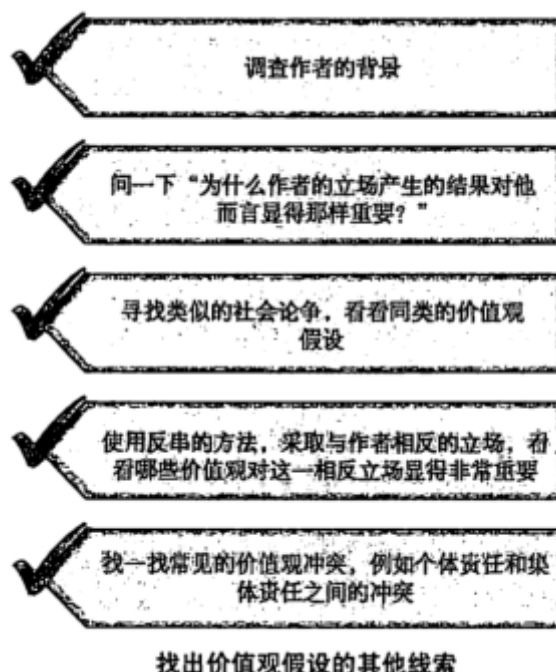 调查作者的背景
问一下“为什么作者的立场产生的结果对他
而言显得那样重要？”
寻找类似的社会论争，看看同类的价值观
假设
使用反串的方法，采取与作者相反的立场，看
看哪些价值观对这一相反立场显得非常重要
找一找常见的价值观冲突，例如个体责任和集
体责任之间的冲突
找出价值观假设的其他线索